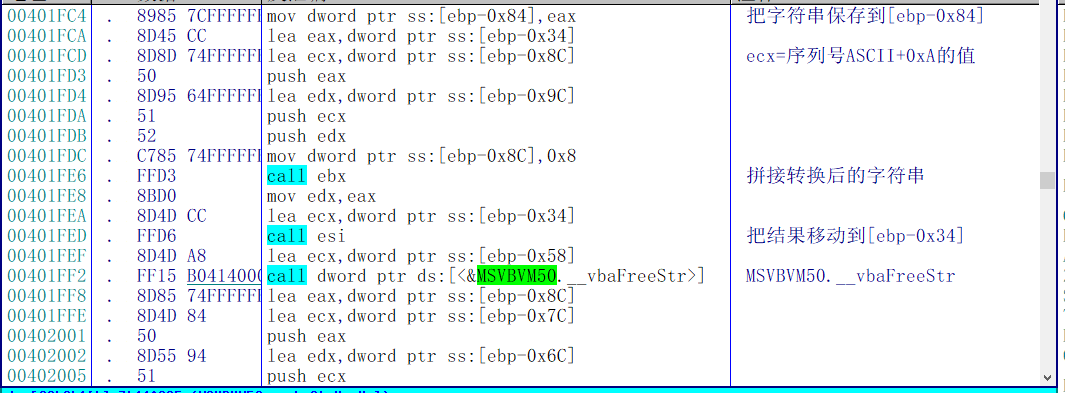 00401FC4 . 8985 7CFFFFFF mov dword ptr ss:[ebp-0x84],eax 把字符串保存到[ebp-0x84]
00401FCA . 8D45 CC lea eax,dword ptr ss:[ebp-0x34]
00401FCD . 8D8D 74FFFFFF lea ecx,dword ptr ss:[ebp-0x8C] ecx=序列号ASCII+0xA的值
00401FD3 . 50 push eax
00401FD4 . 8D95 64FFFFFF lea edx,dword ptr ss:[ebp-0x9C]
00401FDA . 51 push ecx
00401FDB . 52 push edx
00401FDC . C785 74FFFFFF mov dword ptr ss:[ebp-0x8C],0x8
00401FE6 . FFD3 call ebx 拼接转换后的字符串
00401FE8 . 8BD0 mov edx,eax
00401FEA . 8D4D CC lea ecx,dword ptr ss:[ebp-0x34]
00401FED . FFD6 call esi 把结果移动到[ebp-0x34]
00401FEF . 8D4D A8 lea ecx,dword ptr ss:[ebp-0x58]
00401FF2 . FF15 B0414000 call dword ptr ds:[<&MSVBVM50.__vbaFreeStr>] MSVBVM50.__vbaFreeStr
00401FF8 . 8D85 74FFFFFF lea eax,dword ptr ss:[ebp-0x8C]
00401FFE . 8D4D 84 lea ecx,dword ptr ss:[ebp-0x7C]
00402001 . 50 push eax
00402002 . 8D55 94 lea edx,dword ptr ss:[ebp-0x6C]
00402005 . 51 push ecx